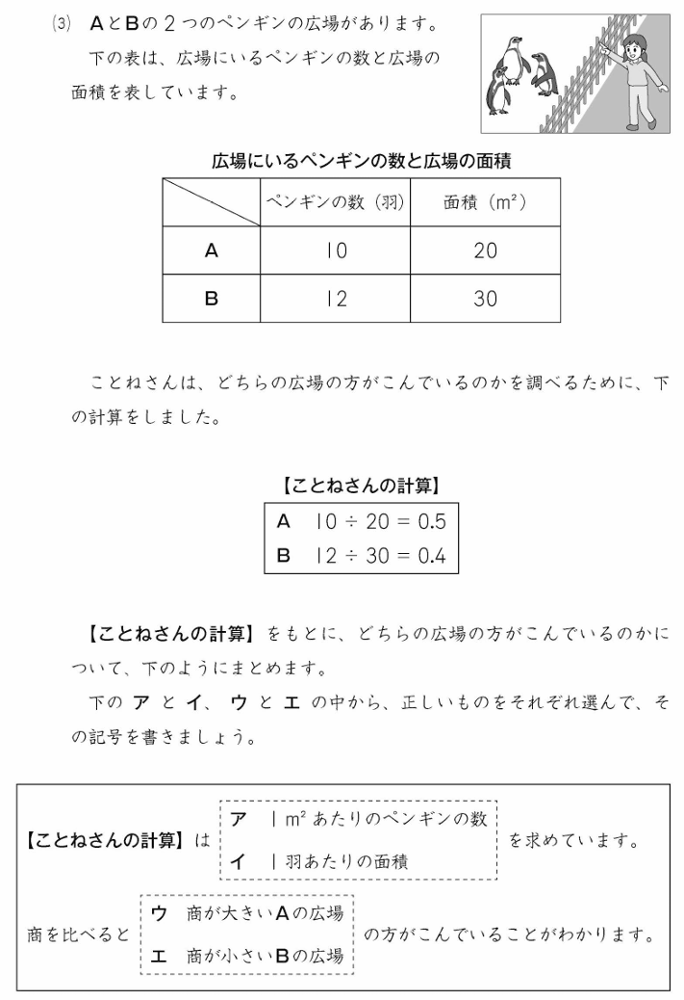 ⑶ AとBの2つのペンギンの広場があります。
下の表は、広場にいるペンギンの数と広場の
面積を表しています。
広場にいるペンギンの数と広場の面積
ペンギンの数（羽） 面積（m²）
A 10 20
B 12 30
ことねさんは、どちらの広場の方がこんでいるのかを調べるために、下
の計算をしました。
【ことねさんの計算】
A 10 ÷ 20 = 0.5
B 12 ÷ 30 = 0.4
【ことねさんの計算】をもとに、どちらの広場の方がこんでいるのかに
ついて、下のようにまとめます。
下の ア と イ、 ウ と エ の中から、正しいものをそれぞれ選んで、そ
の記号を書きましょう。
ア 1 m² あたりのペンギンの数
【ことねさんの計算】は を求めています。
イ 1 羽あたりの面積
ウ 商が大きいAの広場
商を比べると の方がこんでいることがわかります。
エ 商が小さいBの広場